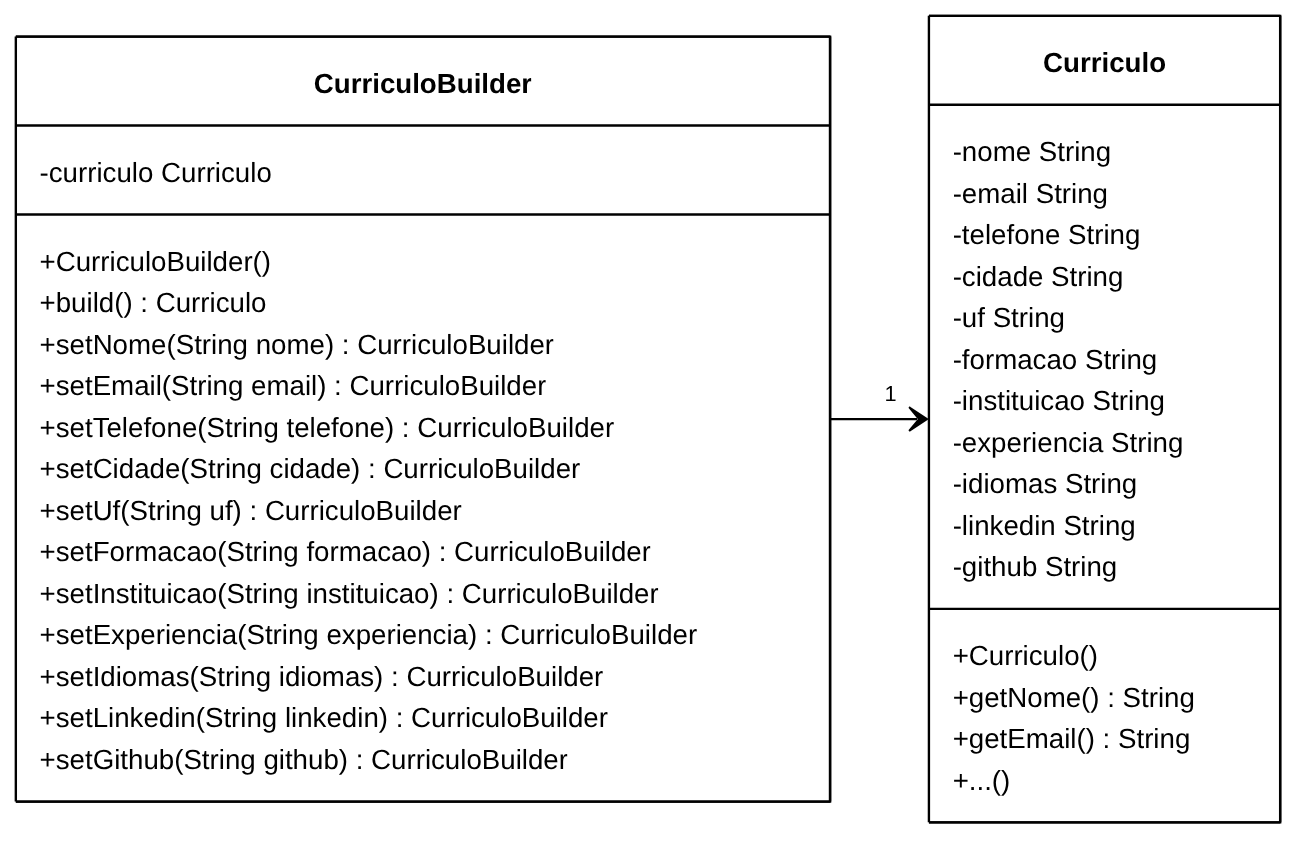 CurriculoBuilder
-curriculo Curriculo
+CurriculoBuilder()
+build() : Curriculo
+setNome(String nome) : CurriculoBuilder
+setEmail(String email) : CurriculoBuilder
+setTelefone(String telefone) : CurriculoBuilder
+setCidade(String cidade) : CurriculoBuilder
+setUf(String uf) : CurriculoBuilder
+setFormacao(String formacao) : CurriculoBuilder
+setInstituicao(String instituicao) : CurriculoBuilder
+setExperiencia(String experiencia) : CurriculoBuilder
+setIdiomas(String idiomas) : CurriculoBuilder
+setLinkedin(String linkedin) : CurriculoBuilder
+setGithub(String github) : CurriculoBuilder
1
Curriculo
-nome String
-email String
-telefone String
-cidade String
-uf String
-formacao String
-instituicao String
-experiencia String
-idiomas String
-linkedin String
-github String
+Curriculo()
+getNome() : String
+getEmail() : String
+...()